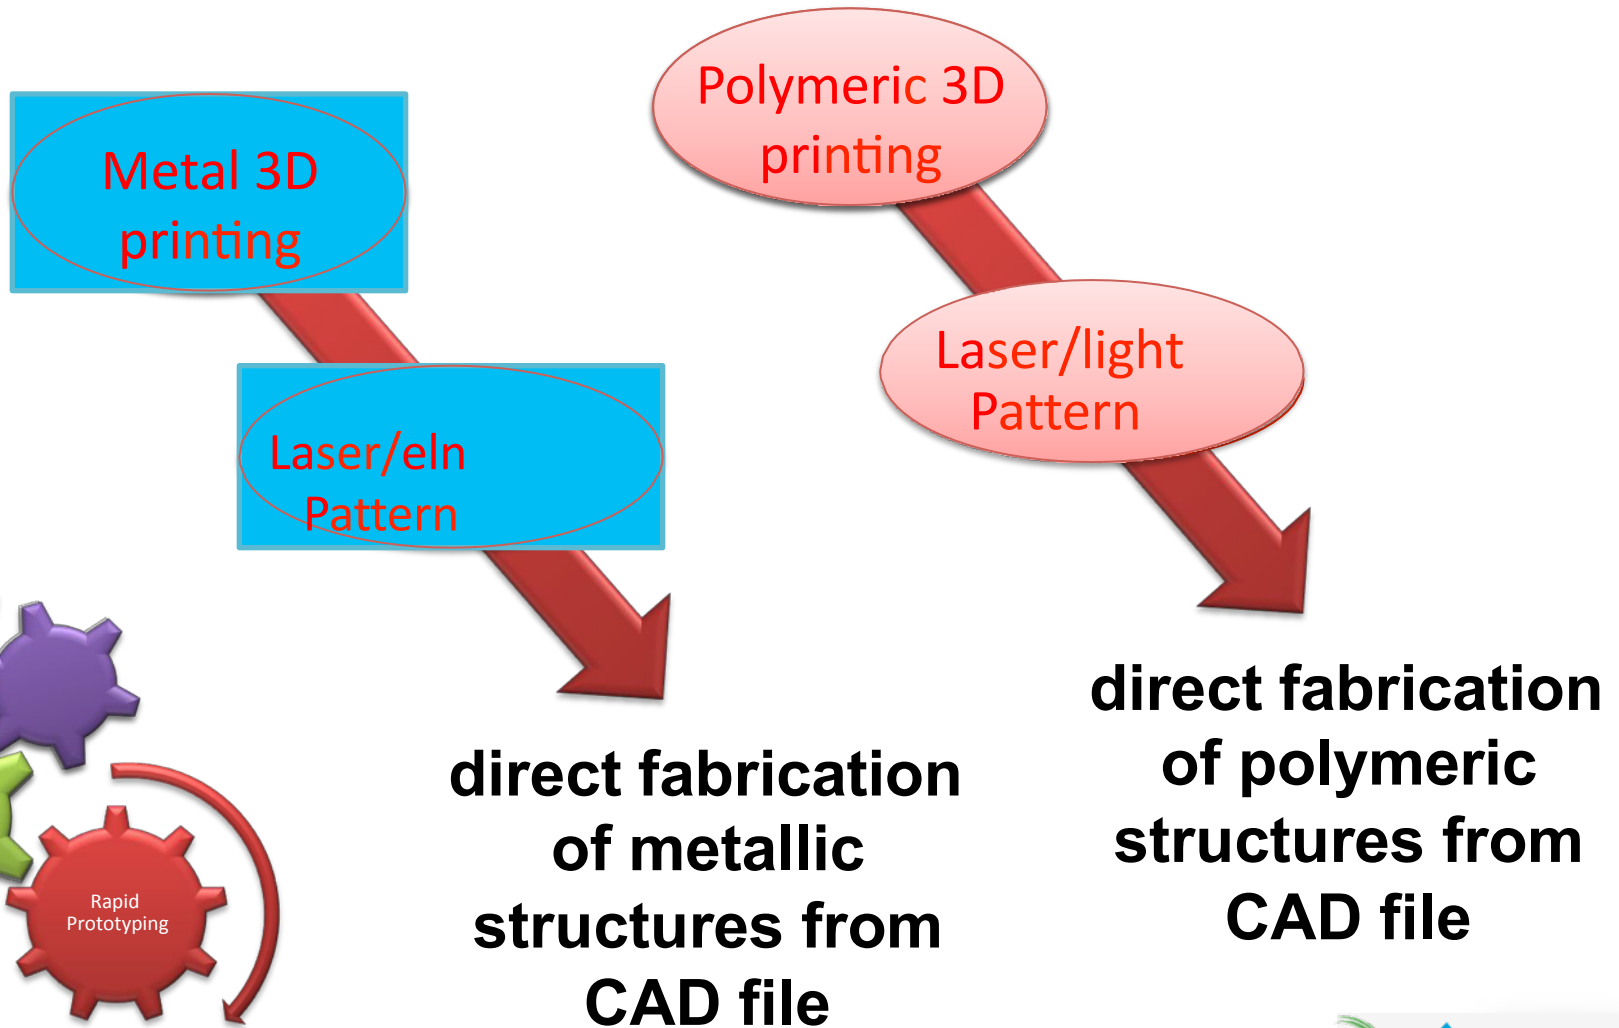 Metal 3D
printing
Laser/eln
Pattern
direct fabrication
of metallic
structures from
CAD file
Polymeric 3D
printing
Laser/light
Pattern
direct fabrication
of polymeric
structures from
CAD file
Rapid
Prototyping